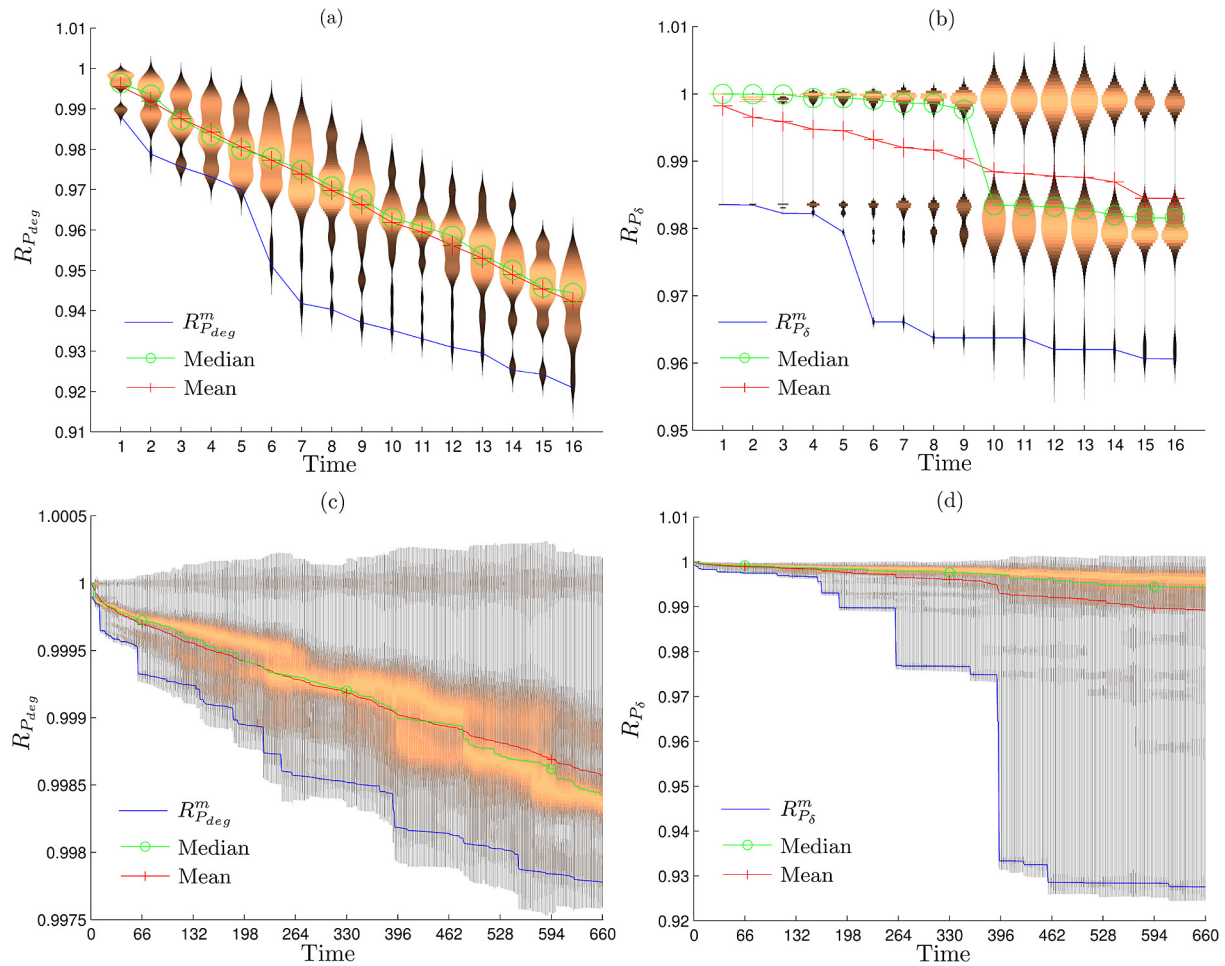 (a)
1.01
1
0.99
0.98
0.97
0.96
0.95
0.94
0.93
0.92
0.91
R_{P_{deg}}
R^m_{P_{deg}}
Median
Mean
1 2 3 4 5 6 7 8 9 10 11 12 13 14 15 16
Time
(b)
1.01
1
0.99
0.98
0.97
0.96
0.95
R_{P_δ}
R^m_{P_δ}
Median
Mean
1 2 3 4 5 6 7 8 9 10 11 12 13 14 15 16
Time
(c)
1.0005
1
0.9995
0.999
0.9985
0.998
0.9975
R_{P_{deg}}
R^m_{P_{deg}}
Median
Mean
0 66 132 198 264 330 396 462 528 594 660
Time
(d)
1.01
1
0.99
0.98
0.97
0.96
0.95
0.94
0.93
0.92
R_{P_δ}
R^m_{P_δ}
Median
Mean
0 66 132 198 264 330 396 462 528 594 660
Time